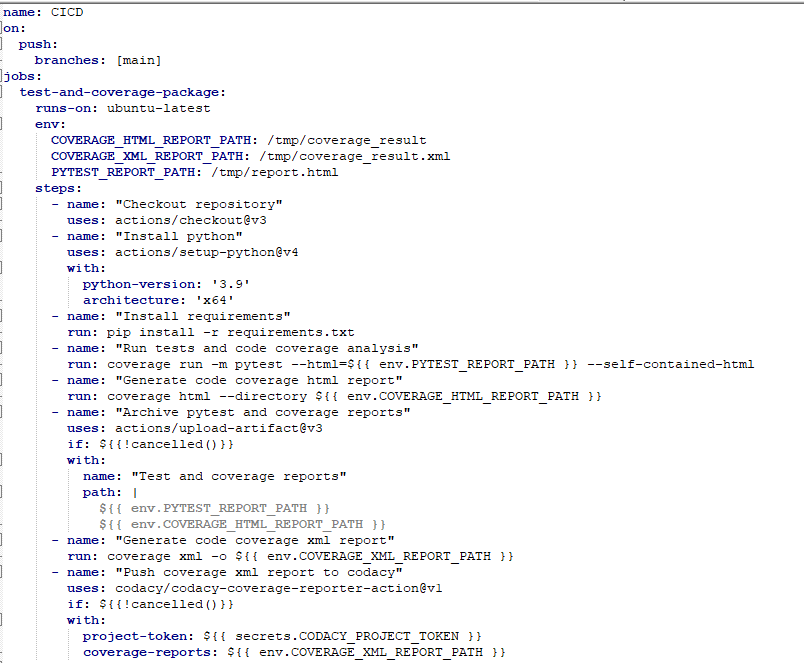 name: CICD
on:
  push:
    branches: [main]
jobs:
  test-and-coverage-package:
    runs-on: ubuntu-latest
    env:
      COVERAGE_HTML_REPORT_PATH: /tmp/coverage_result
      COVERAGE_XML_REPORT_PATH: /tmp/coverage_result.xml
      PYTEST_REPORT_PATH: /tmp/report.html
    steps:
      - name: "Checkout repository"
        uses: actions/checkout@v3
      - name: "Install python"
        uses: actions/setup-python@v4
        with:
          python-version: '3.9'
          architecture: 'x64'
      - name: "Install requirements"
        run: pip install -r requirements.txt
      - name: "Run tests and code coverage analysis"
        run: coverage run -m pytest --html=${{ env.PYTEST_REPORT_PATH }} --self-contained-html
      - name: "Generate code coverage html report"
        run: coverage html --directory ${{ env.COVERAGE_HTML_REPORT_PATH }}
      - name: "Archive pytest and coverage reports"
        uses: actions/upload-artifact@v3
        if: ${{!cancelled()}}
        with:
          name: "Test and coverage reports"
          path: |
            ${{ env.PYTEST_REPORT_PATH }}
            ${{ env.COVERAGE_HTML_REPORT_PATH }}
      - name: "Generate code coverage xml report"
        run: coverage xml -o ${{ env.COVERAGE_XML_REPORT_PATH }}
      - name: "Push coverage xml report to codacy"
        uses: codacy/codacy-coverage-reporter-action@v1
        if: ${{!cancelled()}}
        with:
          project-token: ${{ secrets.CODACY_PROJECT_TOKEN }}
          coverage-reports: ${{ env.COVERAGE_XML_REPORT_PATH }}